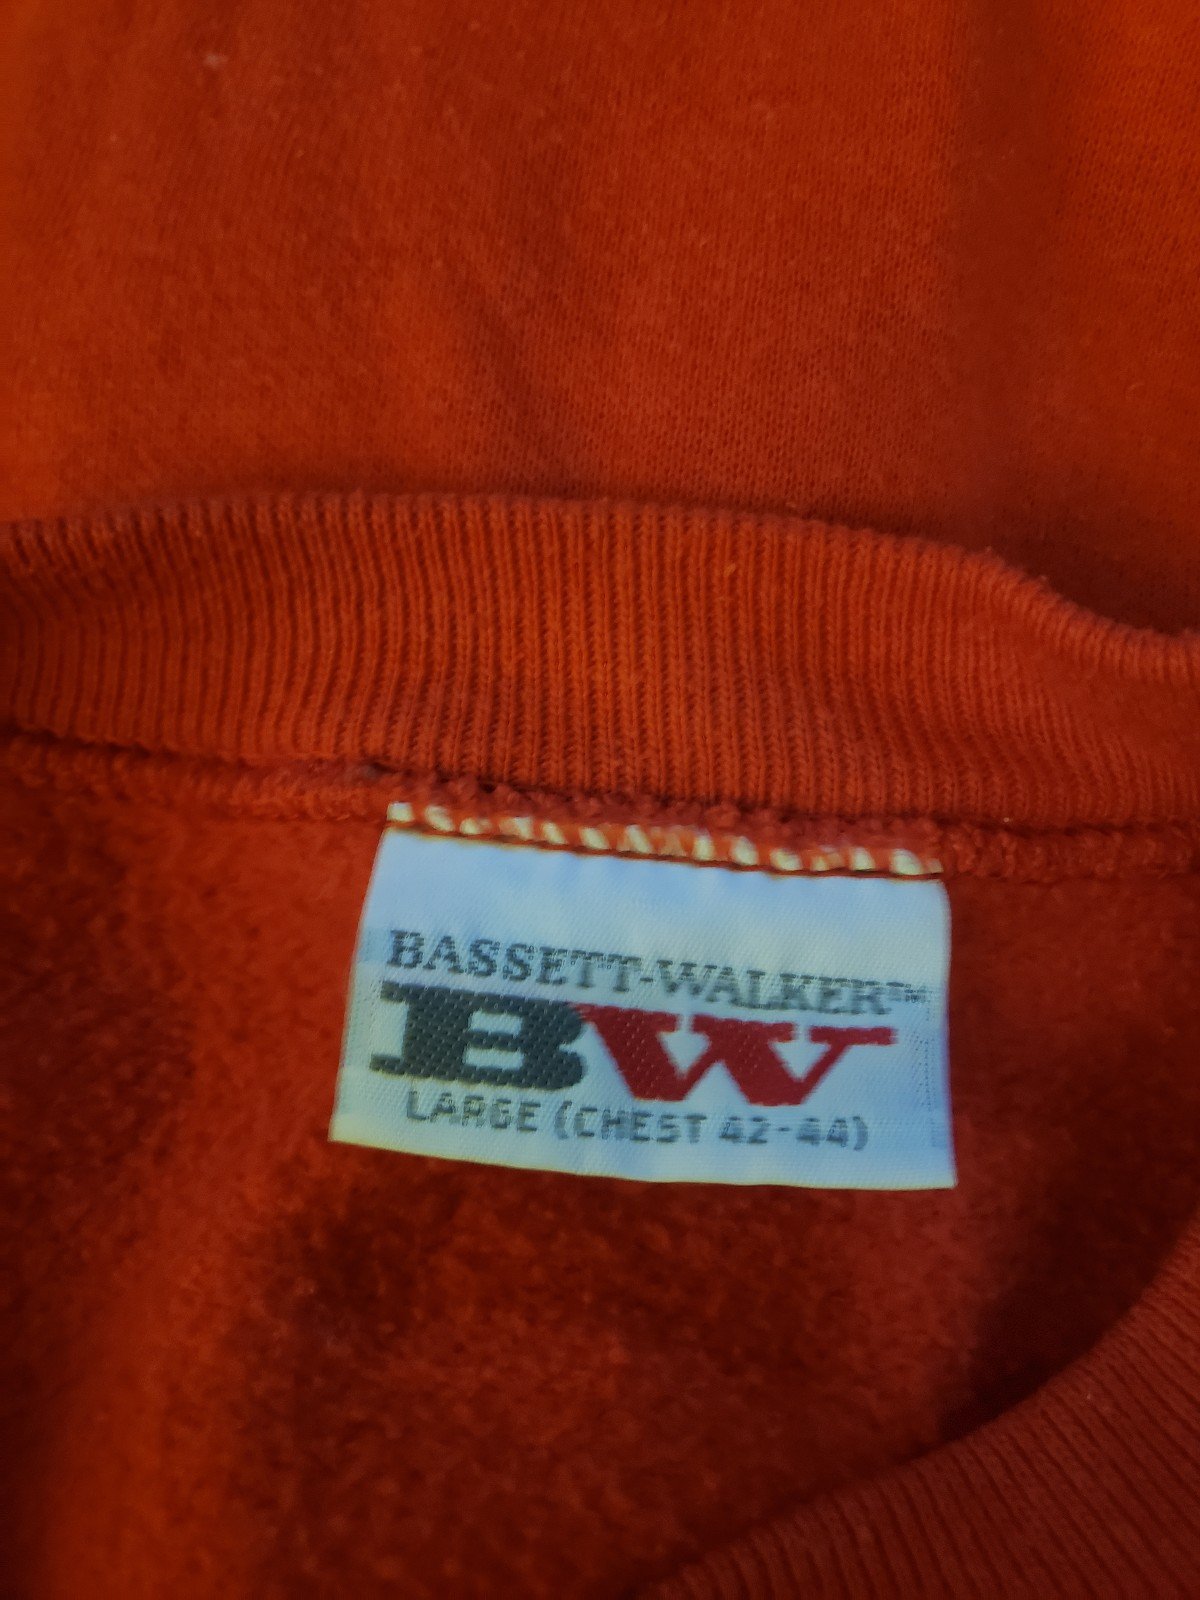 BASSETT-WALKER™
BW
LARGE (CHEST 42-44)